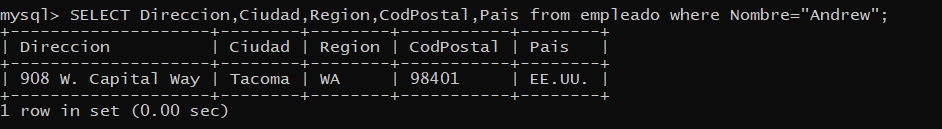 mysql> SELECT Direccion,Ciudad,Region,CodPostal,Pais from empleado where Nombre="Andrew";
+--------------------+--------+--------+-----------+--------+
| Direccion          | Ciudad | Region | CodPostal | Pais   |
+--------------------+--------+--------+-----------+--------+
| 908 W. Capital Way | Tacoma | WA     | 98401     | EE.UU. |
+--------------------+--------+--------+-----------+--------+
1 row in set (0.00 sec)